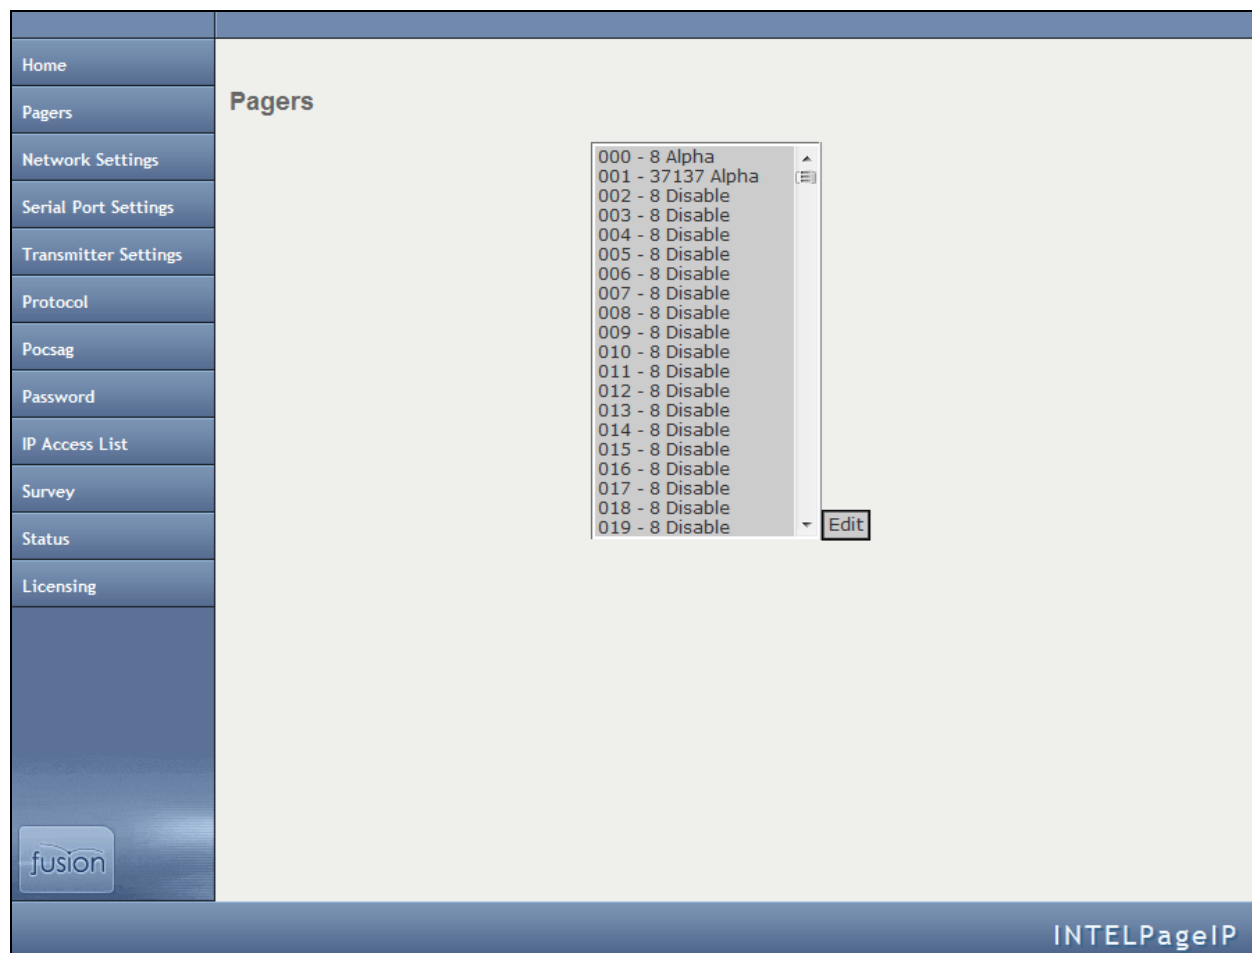 Home
Pagers
Network Settings
Serial Port Settings
Transmitter Settings
Protocol
Pocsag
Password
IP Access List
Survey
Status
Licensing
fusion
Pagers
000 - 8 Alpha
001 - 37137 Alpha
002 - 8 Disable
003 - 8 Disable
004 - 8 Disable
005 - 8 Disable
006 - 8 Disable
007 - 8 Disable
008 - 8 Disable
009 - 8 Disable
010 - 8 Disable
011 - 8 Disable
012 - 8 Disable
013 - 8 Disable
014 - 8 Disable
015 - 8 Disable
016 - 8 Disable
017 - 8 Disable
018 - 8 Disable
019 - 8 Disable
Edit
INTELPageIP